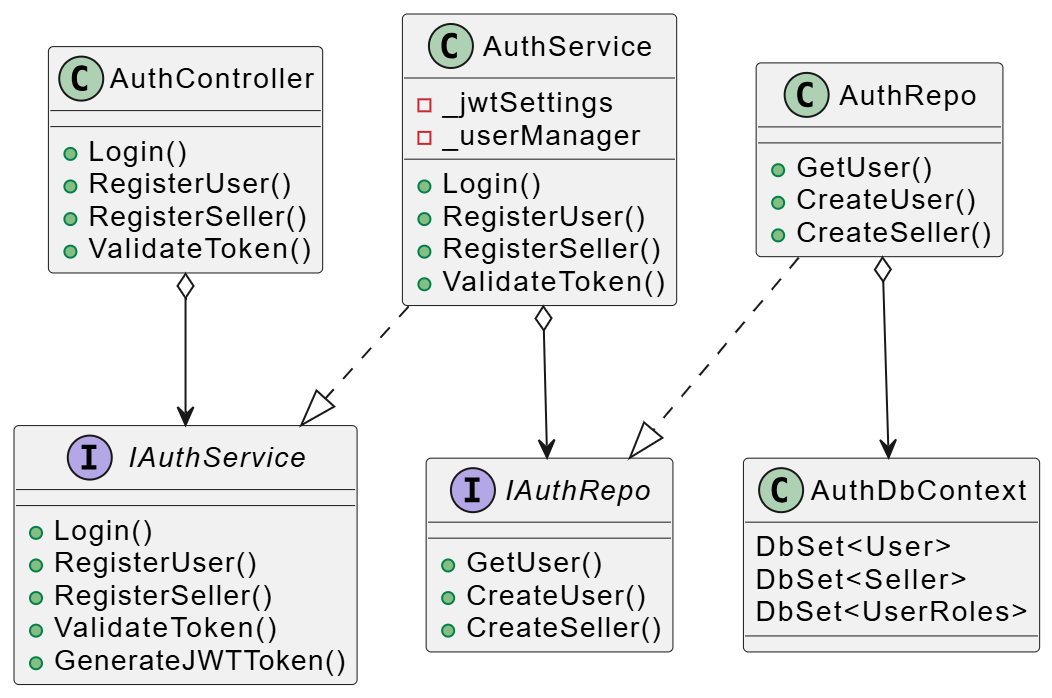 C AuthController
Login()
RegisterUser()
RegisterSeller()
ValidateToken()
C AuthService
_jwtSettings
_userManager
Login()
RegisterUser()
RegisterSeller()
ValidateToken()
C AuthRepo
GetUser()
CreateUser()
CreateSeller()
I IAuthService
Login()
RegisterUser()
RegisterSeller()
ValidateToken()
GenerateJWTToken()
I IAuthRepo
GetUser()
CreateUser()
CreateSeller()
C AuthDbContext
DbSet<User>
DbSet<Seller>
DbSet<UserRoles>